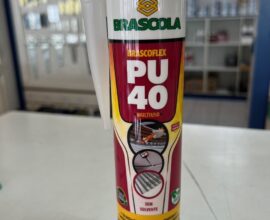 BRASCOLA
BRASCOFLEX
PU
40
MULTIUSO
SEM
SOLVENTE